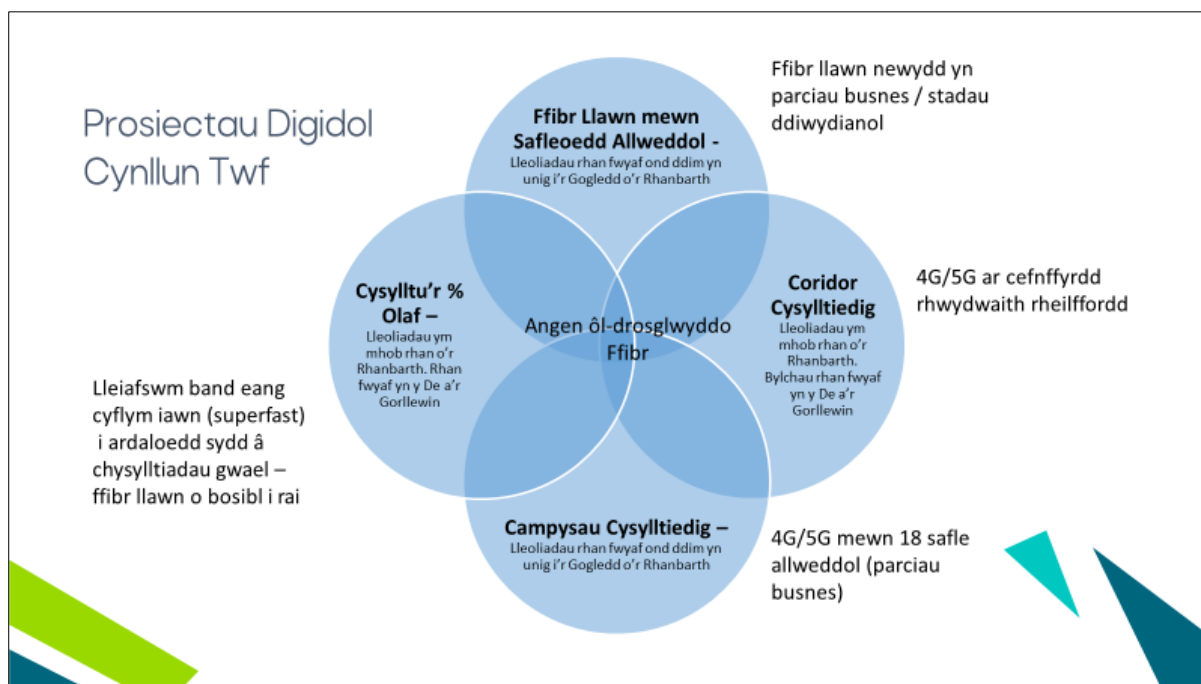 Prosiectau Digidol
Cynllun Twf
Ffibr Llawn mewn
Safleoedd Allweddol -
Lleoliadau rhan fwyaf ond ddim yn
unig i'r Gogledd o'r Rhanbarth
Ffibr llawn newydd yn
parciau busnes / stadau
ddiwydianol
Cysylltu'r %
Olaf –
Lleoliadau ym
mhob rhan o'r
Rhanbarth. Rhan
fwyaf yn y De a'r
Gorllewin
Angen ôl-drosglwyddo
Ffibr
Coridor
Cysylltiedig
Lleoliadau ym
mhob rhan o'r
Rhanbarth.
Bylchau rhan fwyaf
yn y De a'r
Gorllewin
4G/5G ar cefnffyrdd
rhwydwaith rheilffordd
Lleiafswm band eang
cyflym iawn (superfast)
i ardaloedd sydd â
chysylltiadau gwael –
ffibr llawn o bosibl i rai
Campysau Cysylltiedig –
Lleoliadau rhan fwyaf ond ddim yn
unig i'r Gogledd o'r Rhanbarth
4G/5G mewn 18 safle
allweddol (parciau
busnes)